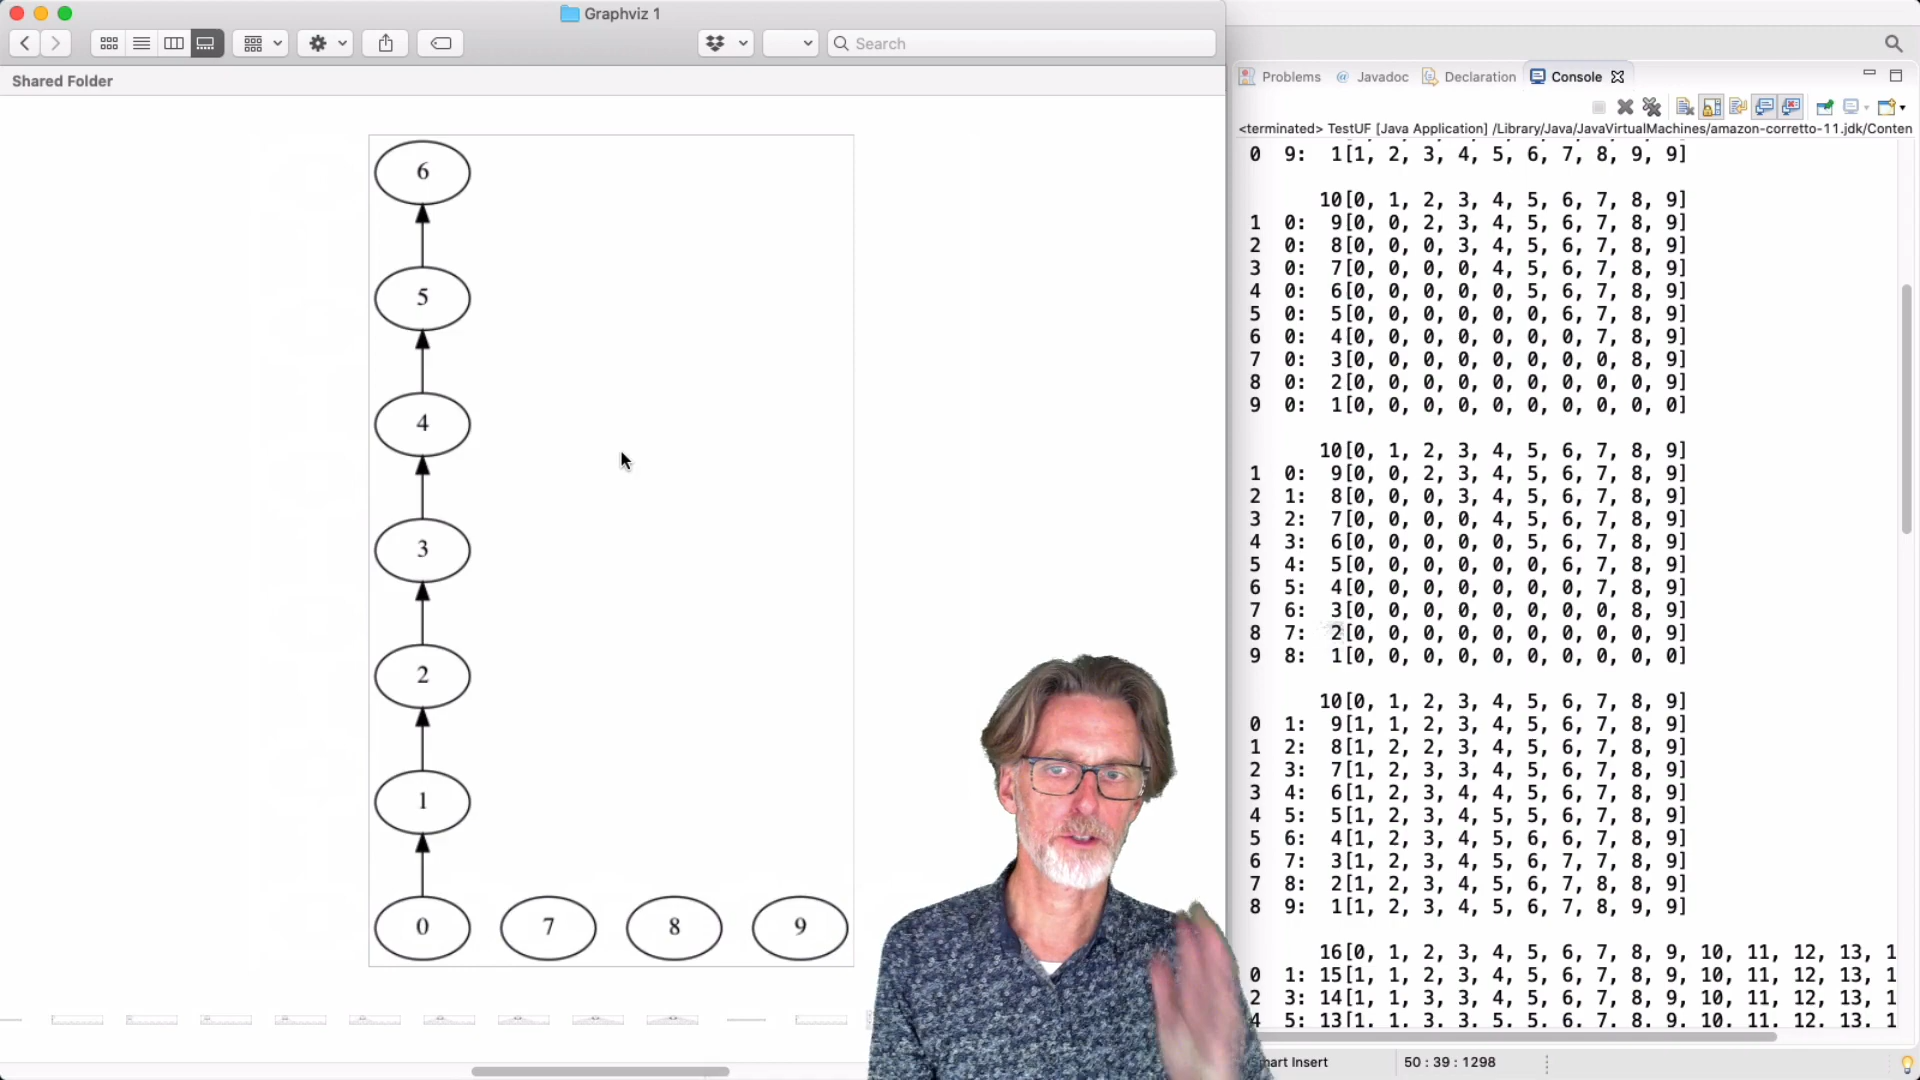 Graphviz 1
Search
Shared Folder
6
5
4
3
2
1
0 7 8 9
Problems Javadoc Declaration Console
<terminated> TestUF [Java Application] /Library/Java/JavaVirtualMachines/amazon-corretto-11.jdk/Conten
0 9: 1[1, 2, 3, 4, 5, 6, 7, 8, 9, 9]
10[0, 1, 2, 3, 4, 5, 6, 7, 8, 9]
1 0: 9[0, 0, 2, 3, 4, 5, 6, 7, 8, 9]
2 0: 8[0, 0, 0, 3, 4, 5, 6, 7, 8, 9]
3 0: 7[0, 0, 0, 0, 4, 5, 6, 7, 8, 9]
4 0: 6[0, 0, 0, 0, 0, 5, 6, 7, 8, 9]
5 0: 5[0, 0, 0, 0, 0, 0, 6, 7, 8, 9]
6 0: 4[0, 0, 0, 0, 0, 0, 0, 7, 8, 9]
7 0: 3[0, 0, 0, 0, 0, 0, 0, 0, 8, 9]
8 0: 2[0, 0, 0, 0, 0, 0, 0, 0, 0, 9]
9 0: 1[0, 0, 0, 0, 0, 0, 0, 0, 0, 0]
10[0, 1, 2, 3, 4, 5, 6, 7, 8, 9]
1 0: 9[0, 0, 2, 3, 4, 5, 6, 7, 8, 9]
2 1: 8[0, 0, 0, 3, 4, 5, 6, 7, 8, 9]
3 2: 7[0, 0, 0, 0, 4, 5, 6, 7, 8, 9]
4 3: 6[0, 0, 0, 0, 0, 5, 6, 7, 8, 9]
5 4: 5[0, 0, 0, 0, 0, 0, 6, 7, 8, 9]
6 5: 4[0, 0, 0, 0, 0, 0, 0, 7, 8, 9]
7 6: 3[0, 0, 0, 0, 0, 0, 0, 0, 8, 9]
8 7: 2[0, 0, 0, 0, 0, 0, 0, 0, 0, 9]
9 8: 1[0, 0, 0, 0, 0, 0, 0, 0, 0, 0]
10[0, 1, 2, 3, 4, 5, 6, 7, 8, 9]
0 1: 9[1, 1, 2, 3, 4, 5, 6, 7, 8, 9]
1 2: 8[1, 2, 2, 3, 4, 5, 6, 7, 8, 9]
2 3: 7[1, 2, 3, 3, 4, 5, 6, 7, 8, 9]
3 4: 6[1, 2, 3, 4, 4, 5, 6, 7, 8, 9]
4 5: 5[1, 2, 3, 4, 5, 5, 6, 7, 8, 9]
5 6: 4[1, 2, 3, 4, 5, 6, 6, 7, 8, 9]
6 7: 3[1, 2, 3, 4, 5, 6, 7, 7, 8, 9]
7 8: 2[1, 2, 3, 4, 5, 6, 7, 8, 8, 9]
8 9: 1[1, 2, 3, 4, 5, 6, 7, 8, 9, 9]
16[0, 1, 2, 3, 4, 5, 6, 7, 8, 9, 10, 11, 12, 13, 1
0 1: 15[1, 1, 2, 3, 4, 5, 6, 7, 8, 9, 10, 11, 12, 13, 1
2 3: 14[1, 1, 3, 3, 4, 5, 6, 7, 8, 9, 10, 11, 12, 13, 1
4 5: 13[1, 1, 3, 3, 5, 5, 6, 7, 8, 9, 10, 11, 12, 13, 1
mart Insert 50 : 39 : 1298